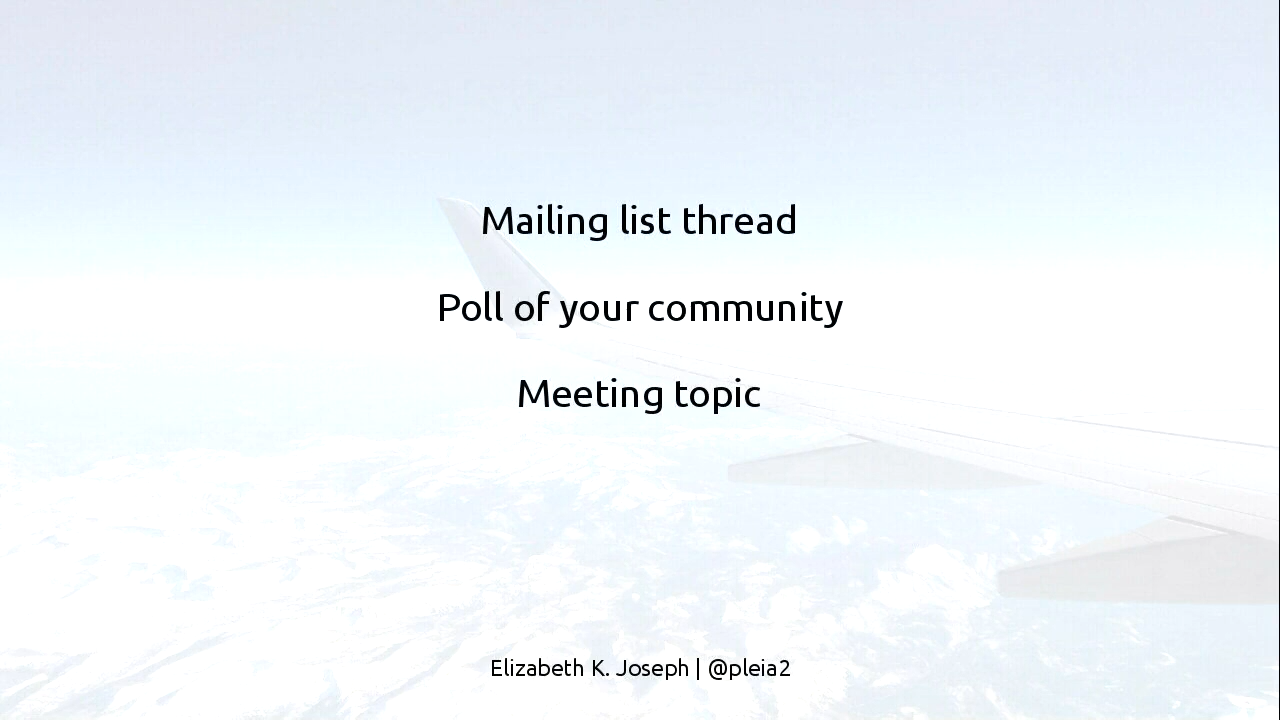 Mailing list thread
Poll of your community
Meeting topic
Elizabeth K. Joseph | @pleia2